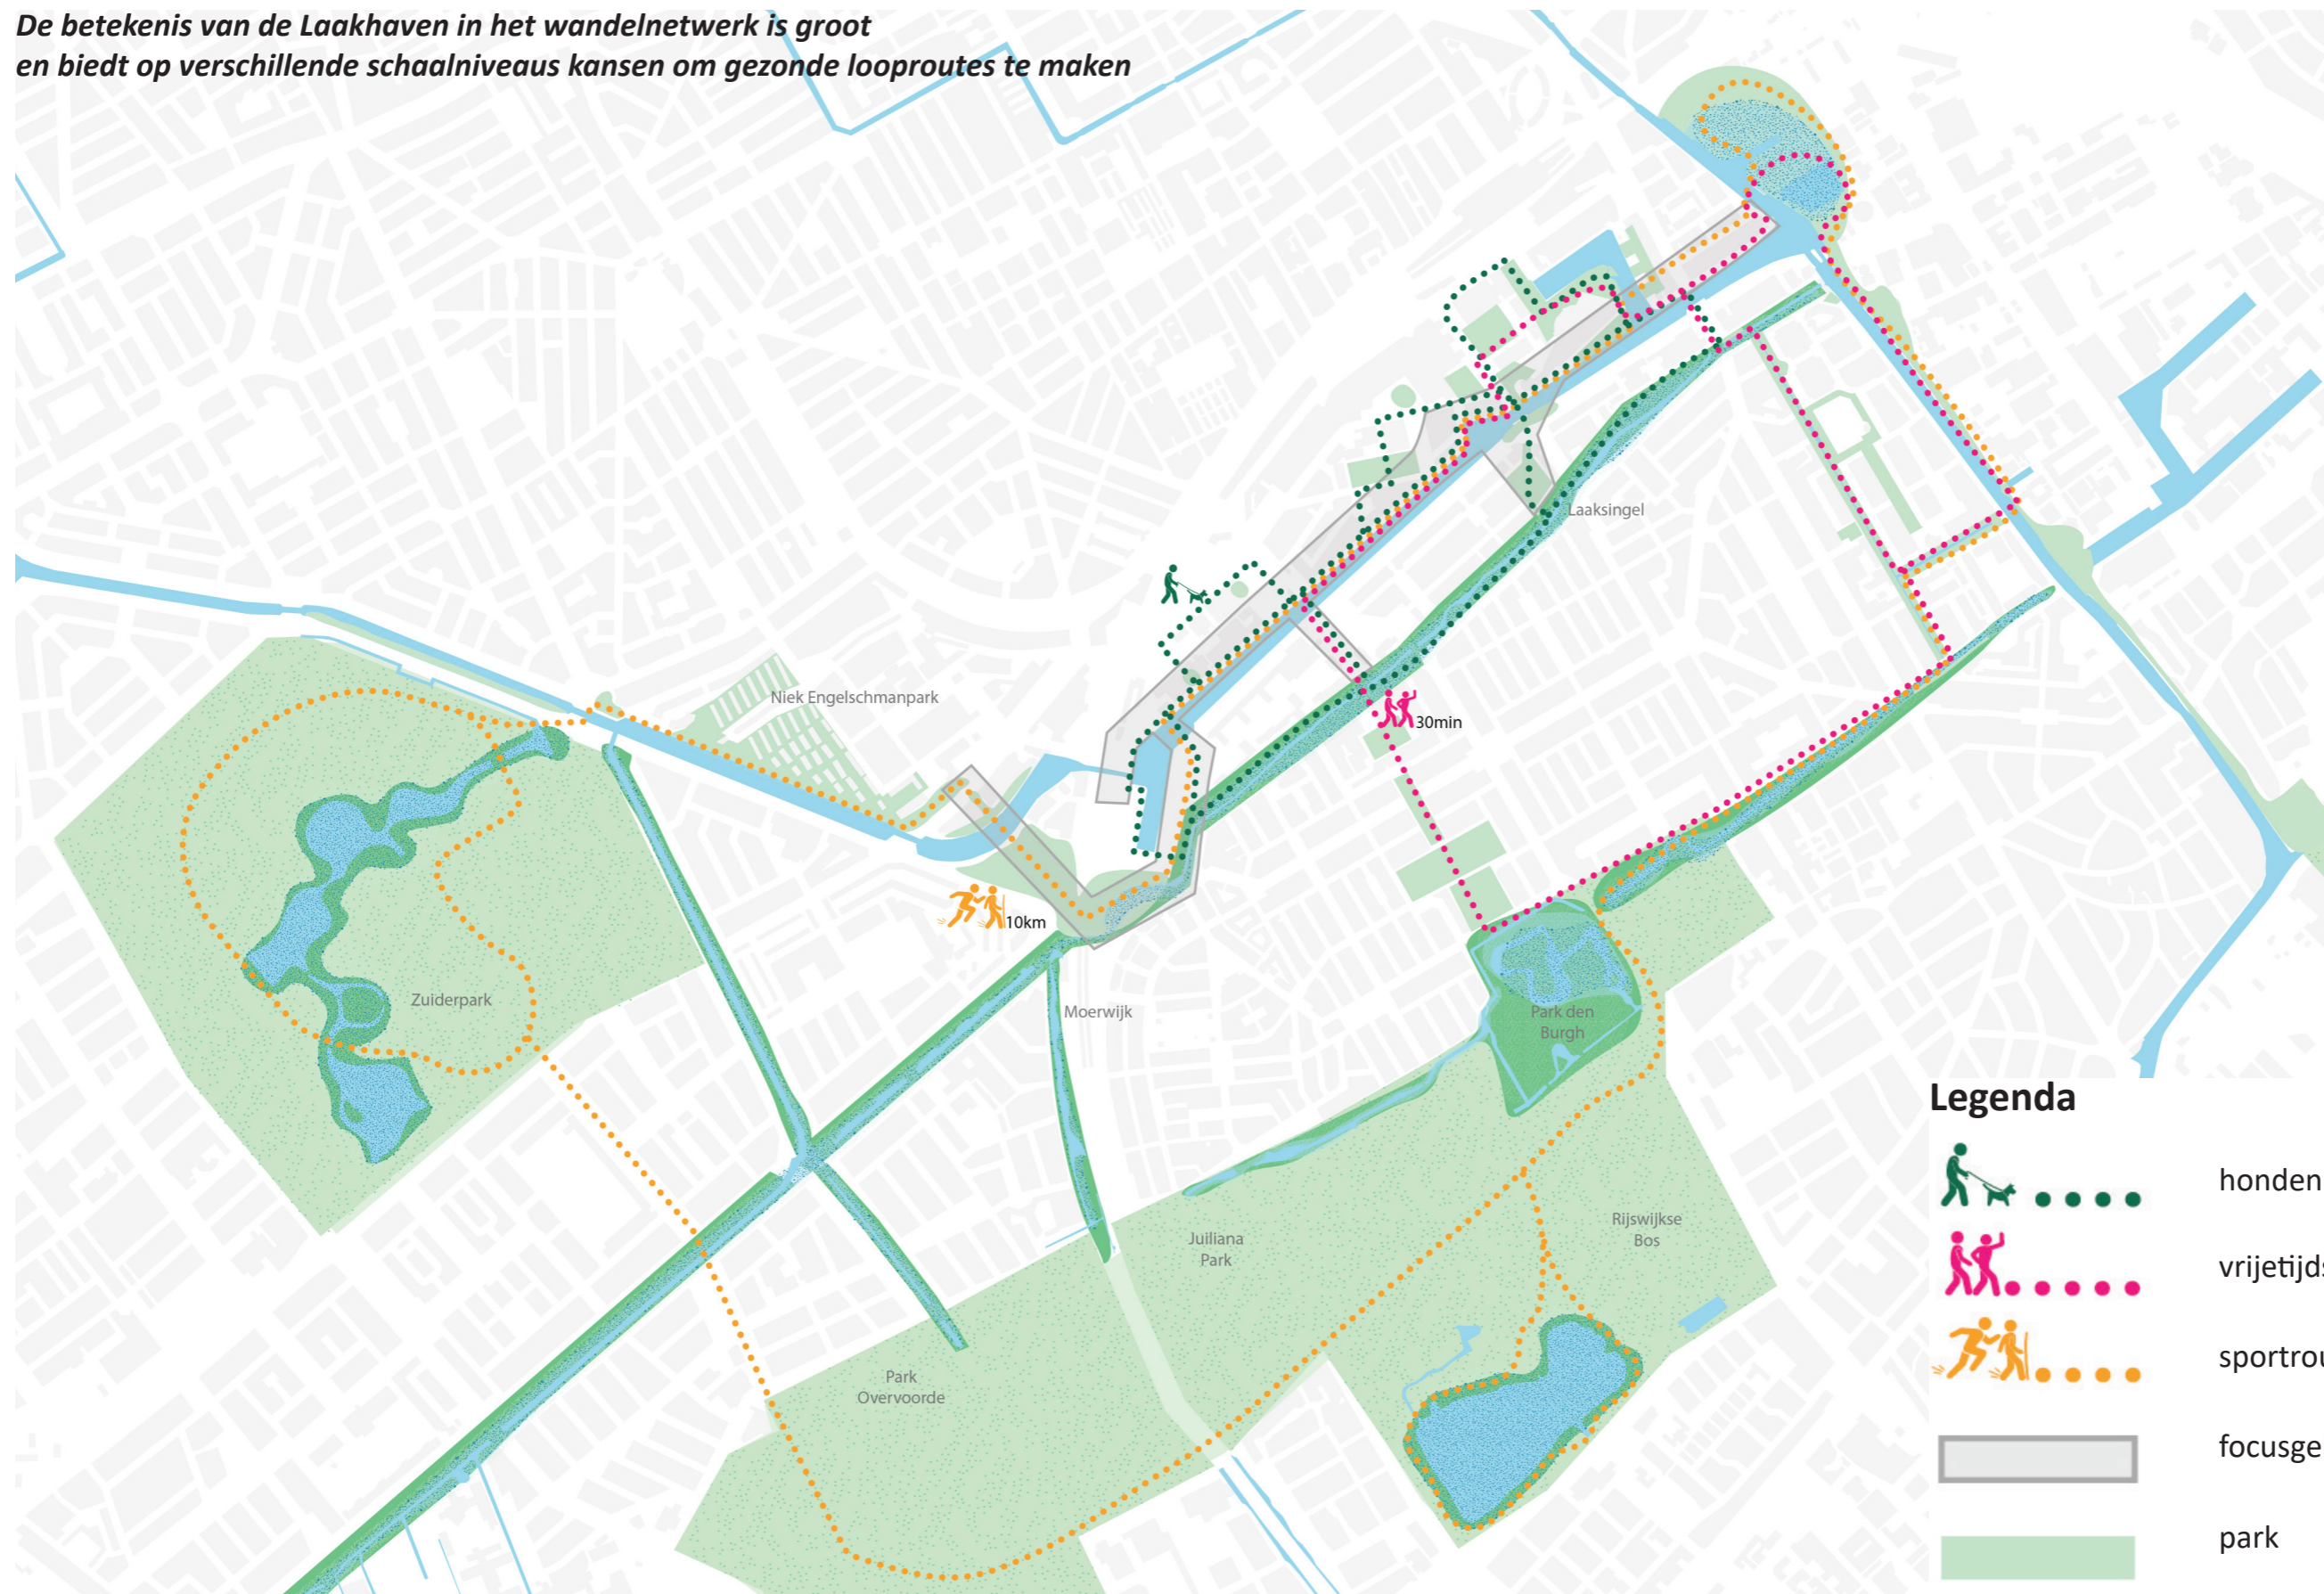 De betekenis van de Laakhaven in het wandelnetwerk is groot
en biedt op verschillende schaalniveaus kansen om gezonde looproutes te maken
Laaksingel
Niek Engelschmanpark
30min
10km
Zuiderpark
Moerwijk
Park den
Burgh
Juiliana
Park
Rijswijkse
Bos
Park
Overvoorde
Legenda
honden
vrijetijds
sportrou
focusge
park